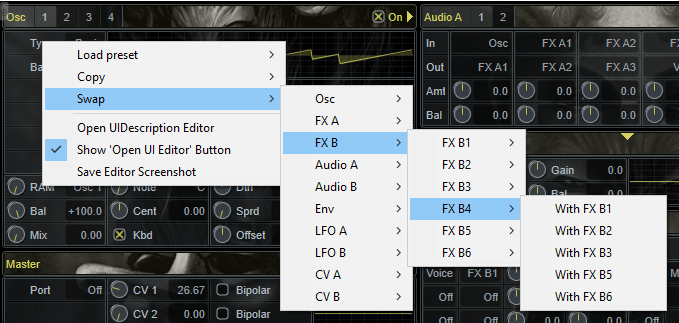 Osc 1 2 3 4 On
Audio A 1 2
In Osc FX A1 FX A2
Out FX A1 FX A2 FX A3
Amt 0.0 0.0 0.0
Bal 0.0 0.0 0.0
Load preset
Copy
Swap
Open UIDescription Editor
Show 'Open UI Editor' Button
Save Editor Screenshot
Osc
FX A
FX B
Audio A
Audio B
Env
LFO A
LFO B
CV A
CV B
FX B1
FX B2
FX B3
FX B4
FX B5
FX B6
With FX B1
With FX B2
With FX B3
With FX B5
With FX B6
Gain 0.0
Bal 0.0
RAM Osc 1 Note C Dtn
Bal +100.0 Cent 0.00 Sprd
Mix 0.00 Kbd Offset
Master
Port Off CV 1 26.67 Bipolar
CV 2 0.00 Bipolar
Voice FX B1
Off Off
Off Off